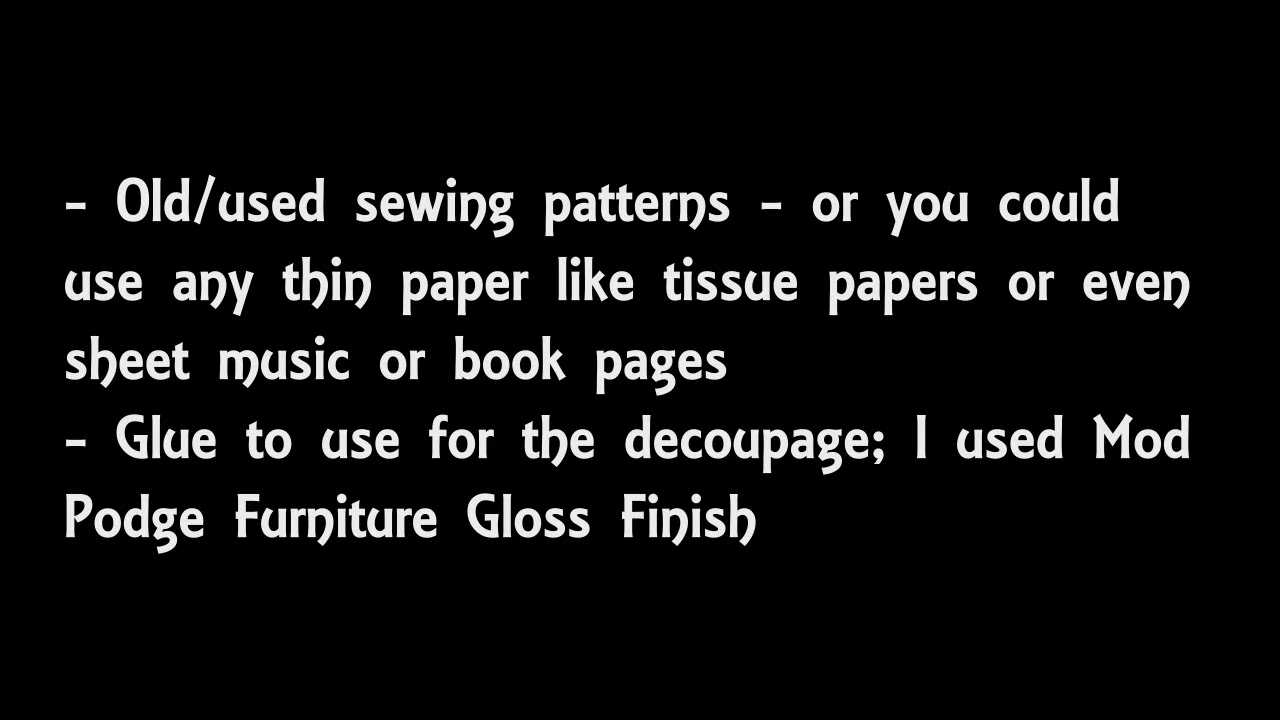 - Old/used sewing patterns - or you could
use any thin paper like tissue papers or even
sheet music or book pages
- Glue to use for the decoupage; I used Mod
Podge Furniture Gloss Finish